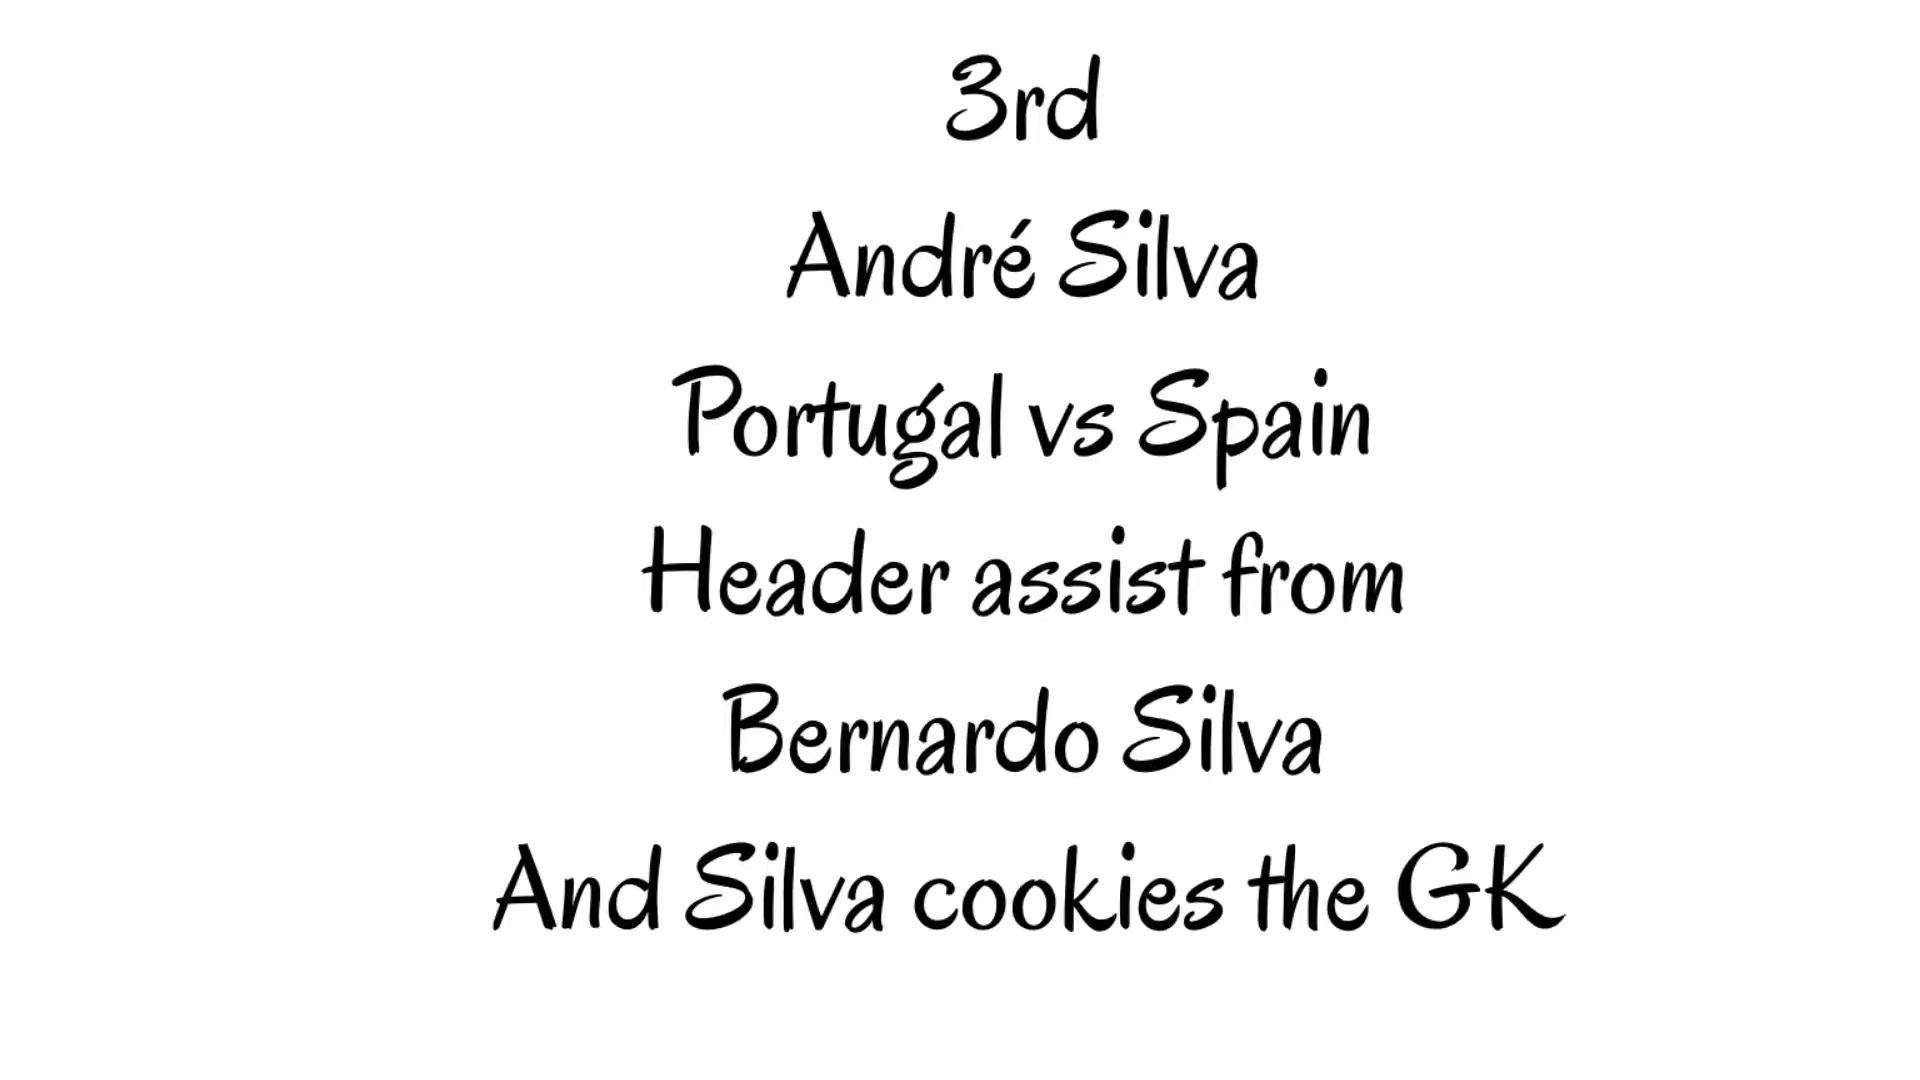 3rd
André Silva
Portugal vs Spain
Header assist from
Bernardo Silva
And Silva cookies the GK